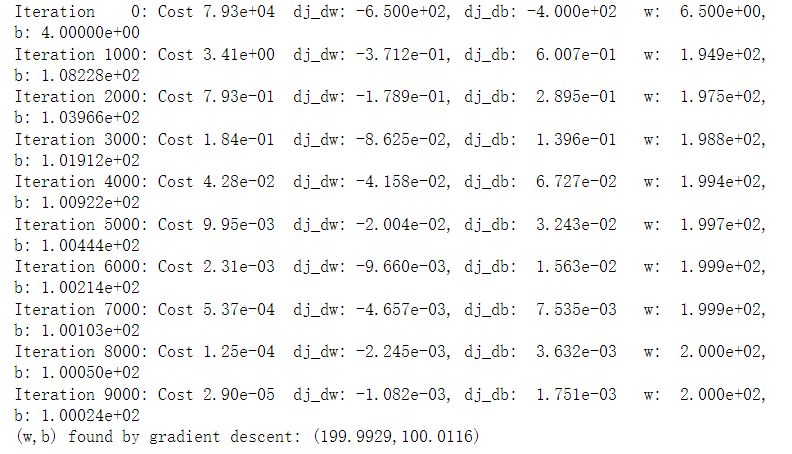 Iteration    0: Cost 7.93e+04  dj_dw: -6.500e+02, dj_db: -4.000e+02   w:  6.500e+00,
b: 4.00000e+00
Iteration 1000: Cost 3.41e+00  dj_dw: -3.712e-01, dj_db:  6.007e-01   w:  1.949e+02,
b: 1.08228e+02
Iteration 2000: Cost 7.93e-01  dj_dw: -1.789e-01, dj_db:  2.895e-01   w:  1.975e+02,
b: 1.03966e+02
Iteration 3000: Cost 1.84e-01  dj_dw: -8.625e-02, dj_db:  1.396e-01   w:  1.988e+02,
b: 1.01912e+02
Iteration 4000: Cost 4.28e-02  dj_dw: -4.158e-02, dj_db:  6.727e-02   w:  1.994e+02,
b: 1.00922e+02
Iteration 5000: Cost 9.95e-03  dj_dw: -2.004e-02, dj_db:  3.243e-02   w:  1.997e+02,
b: 1.00444e+02
Iteration 6000: Cost 2.31e-03  dj_dw: -9.660e-03, dj_db:  1.563e-02   w:  1.999e+02,
b: 1.00214e+02
Iteration 7000: Cost 5.37e-04  dj_dw: -4.657e-03, dj_db:  7.535e-03   w:  1.999e+02,
b: 1.00103e+02
Iteration 8000: Cost 1.25e-04  dj_dw: -2.245e-03, dj_db:  3.632e-03   w:  2.000e+02,
b: 1.00050e+02
Iteration 9000: Cost 2.90e-05  dj_dw: -1.082e-03, dj_db:  1.751e-03   w:  2.000e+02,
b: 1.00024e+02
(w,b) found by gradient descent: (199.9929,100.0116)